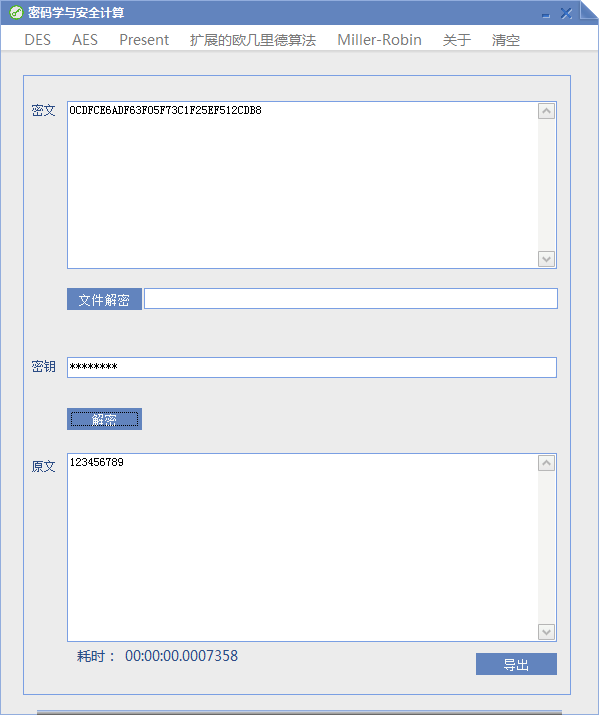 密码学与安全计算
DES AES Present 扩展的欧几里德算法 Miller-Robin 关于 清空
密文
0CDFCE6ADF63F05F73C1F25EF512CDB8
文件解密
密钥
********
解密
原文
123456789
耗时： 00:00:00.0007358
导出